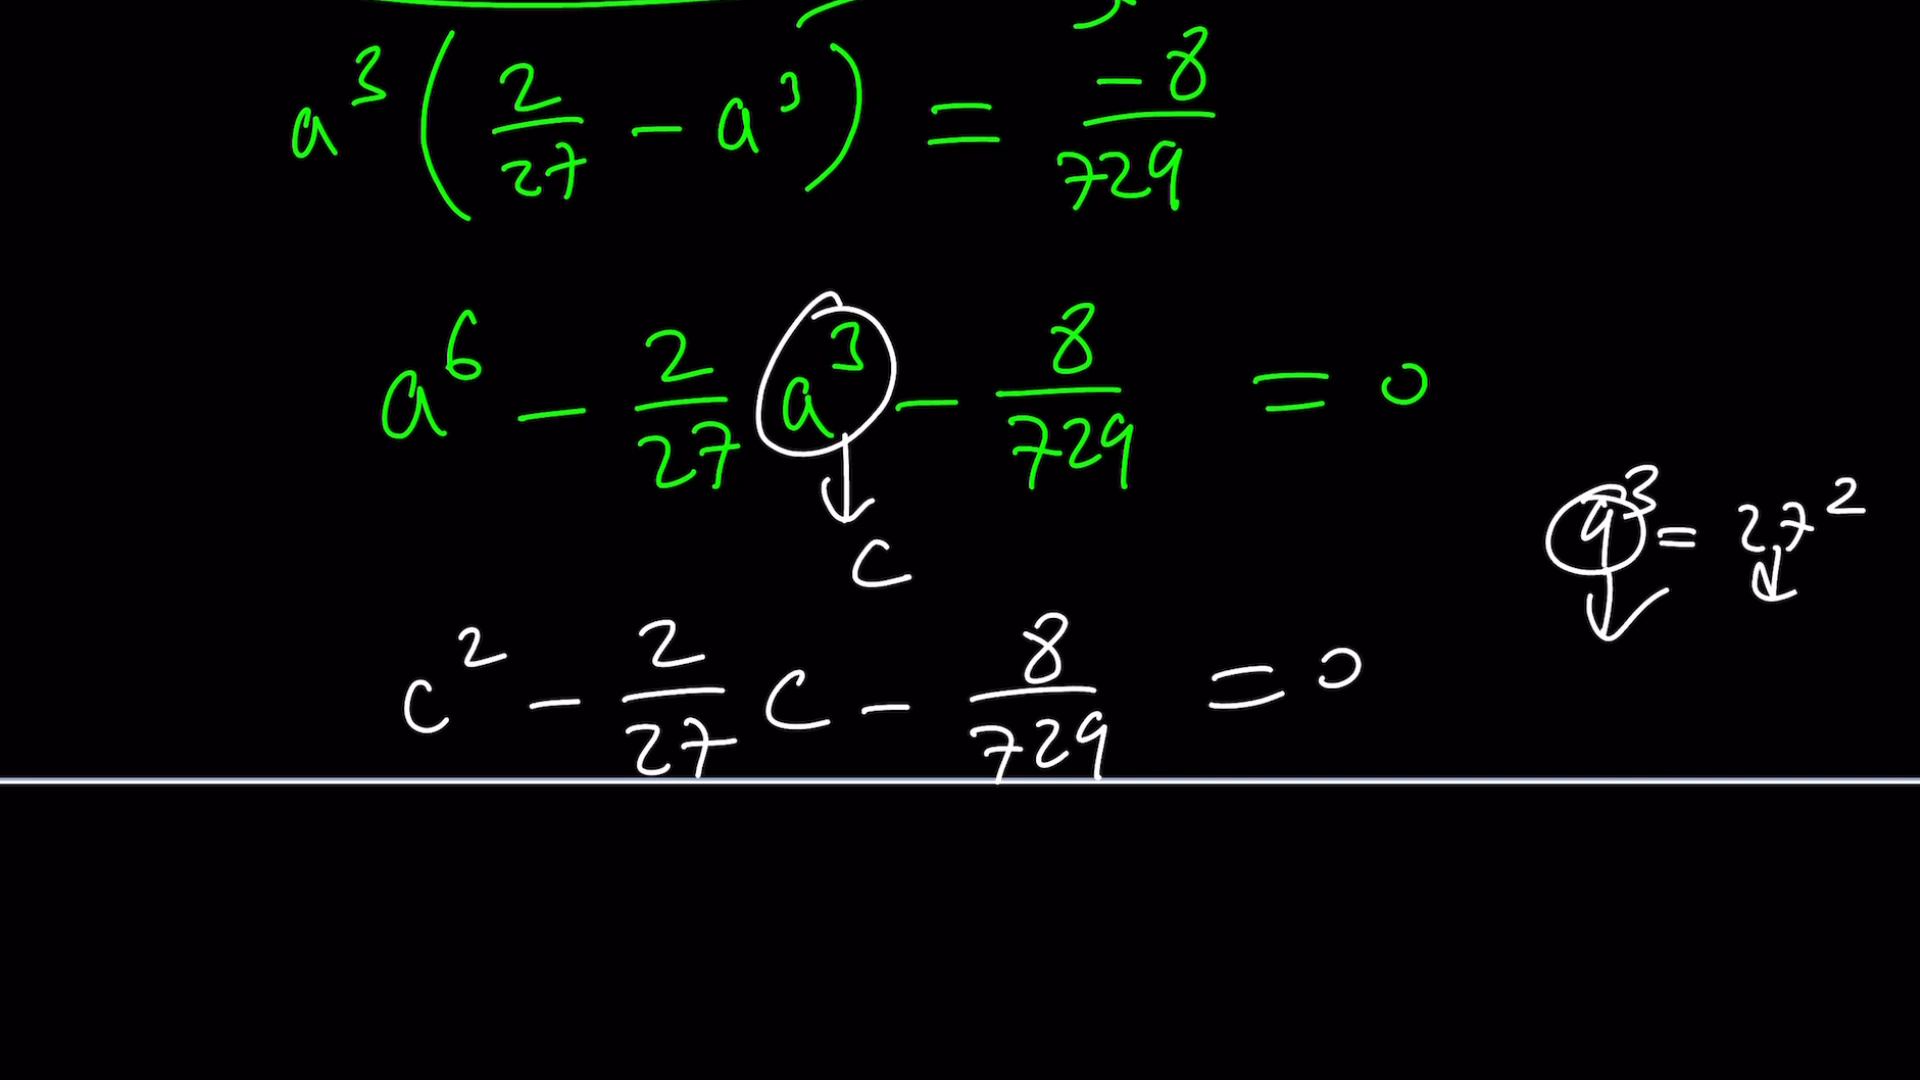 a³(2/27 - a³) = -8/729
a⁶ - 2/27 a³ - 8/729 = 0
9³ = 27²
c
c² - 2/27 c - 8/729 = 0